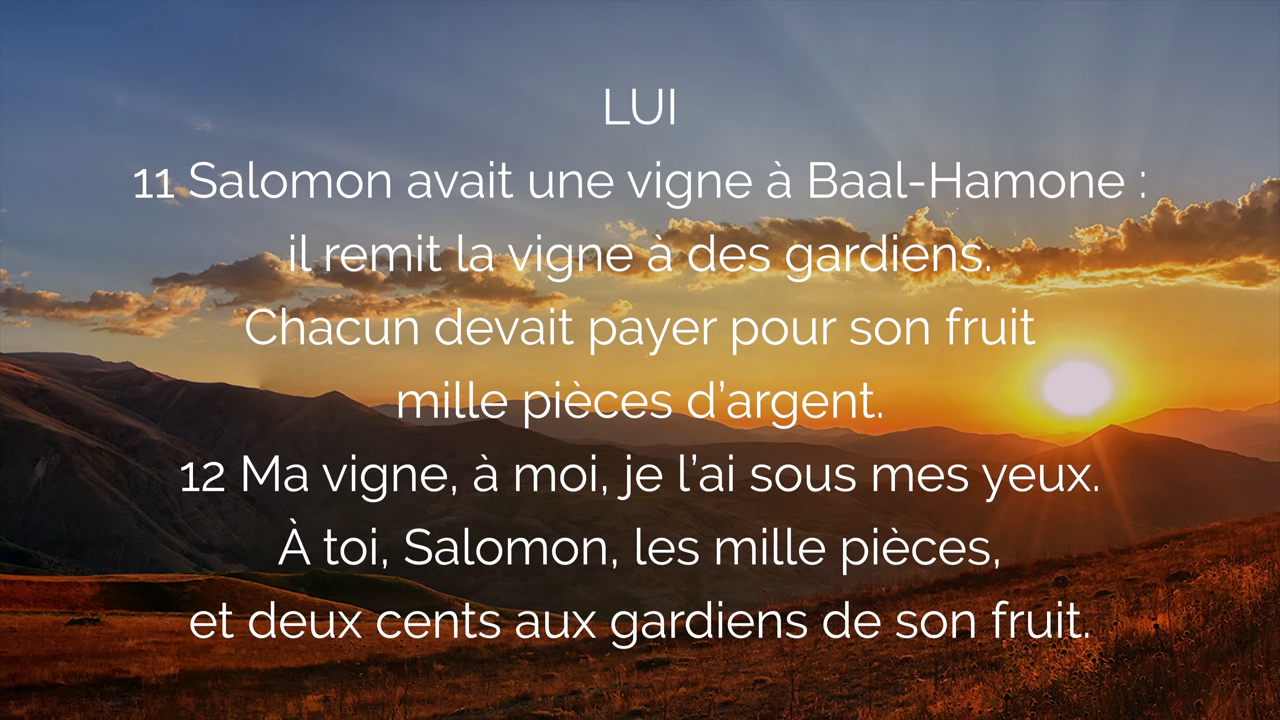 LUI
11 Salomon avait une vigne à Baal-Hamone :
il remit la vigne à des gardiens.
Chacun devait payer pour son fruit
mille pièces d’argent.
12 Ma vigne, à moi, je l’ai sous mes yeux.
À toi, Salomon, les mille pièces,
et deux cents aux gardiens de son fruit.